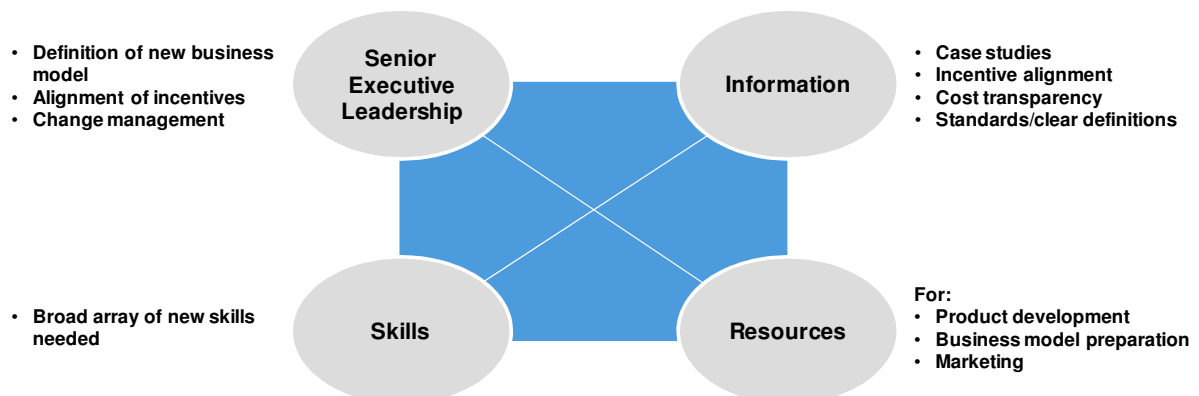 • Definition of new business
model
• Alignment of incentives
• Change management
Senior
Executive
Leadership
Information
• Case studies
• Incentive alignment
• Cost transparency
• Standards/clear definitions
• Broad array of new skills
needed
Skills
Resources
For:
• Product development
• Business model preparation
• Marketing